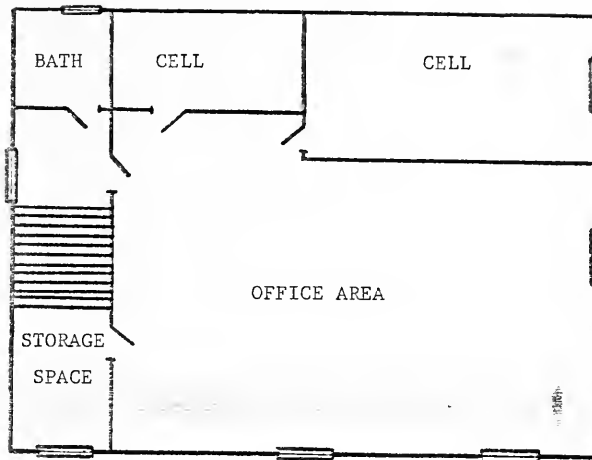 BATH
CELL
CELL
OFFICE AREA
STORAGE
SPACE